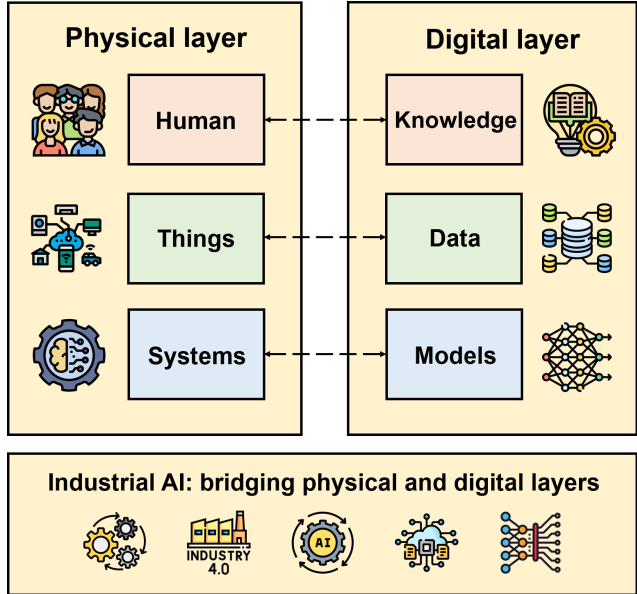 Physical layer
Human
Things
Systems
Digital layer
Knowledge
Data
Models
Industrial AI: bridging physical and digital layers
INDUSTRY
4.0
AI